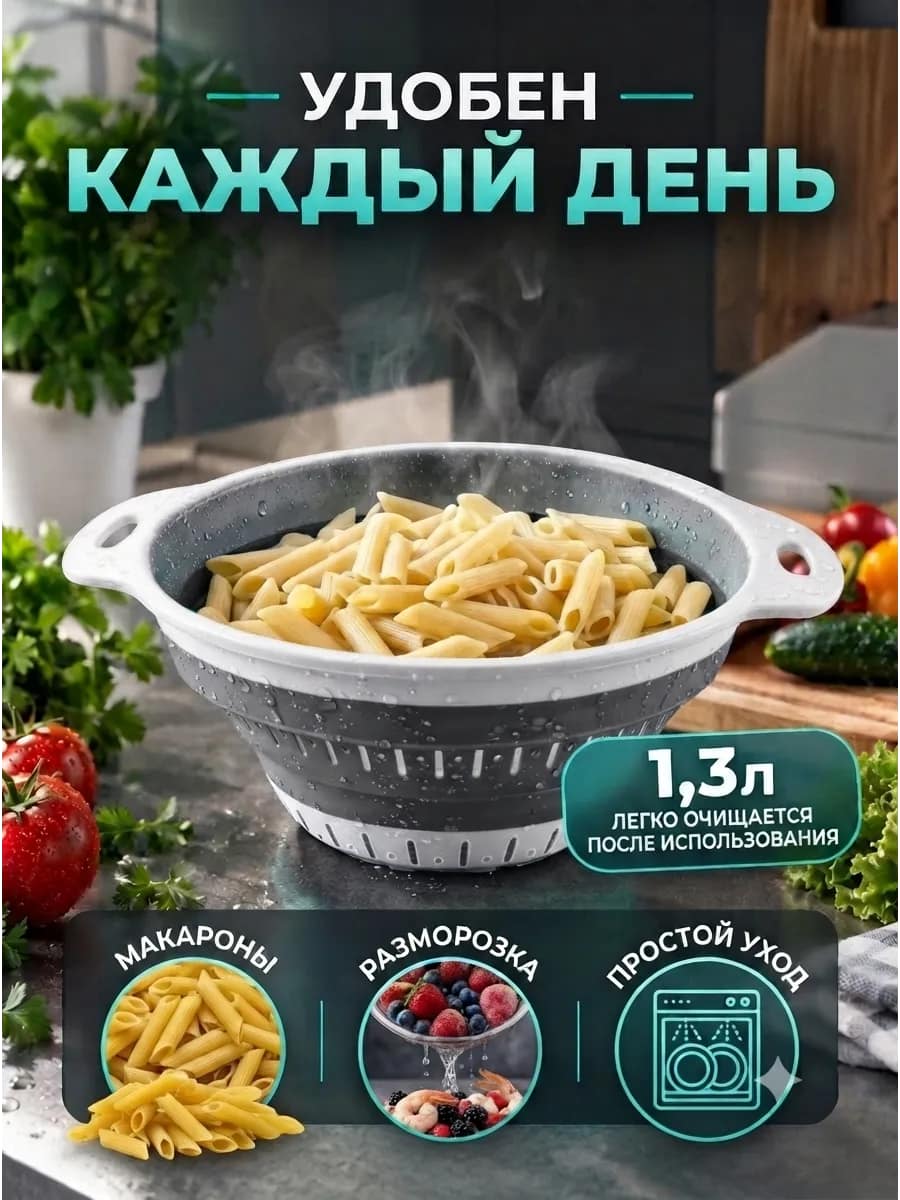 УДОБЕН
КАЖДЫЙ ДЕНЬ
1,3л
ЛЕГКО ОЧИЩАЕТСЯ
ПОСЛЕ ИСПОЛЬЗОВАНИЯ
МАКАРОНЫ
РАЗМОРОЗКА
ПРОСТОЙ УХОД